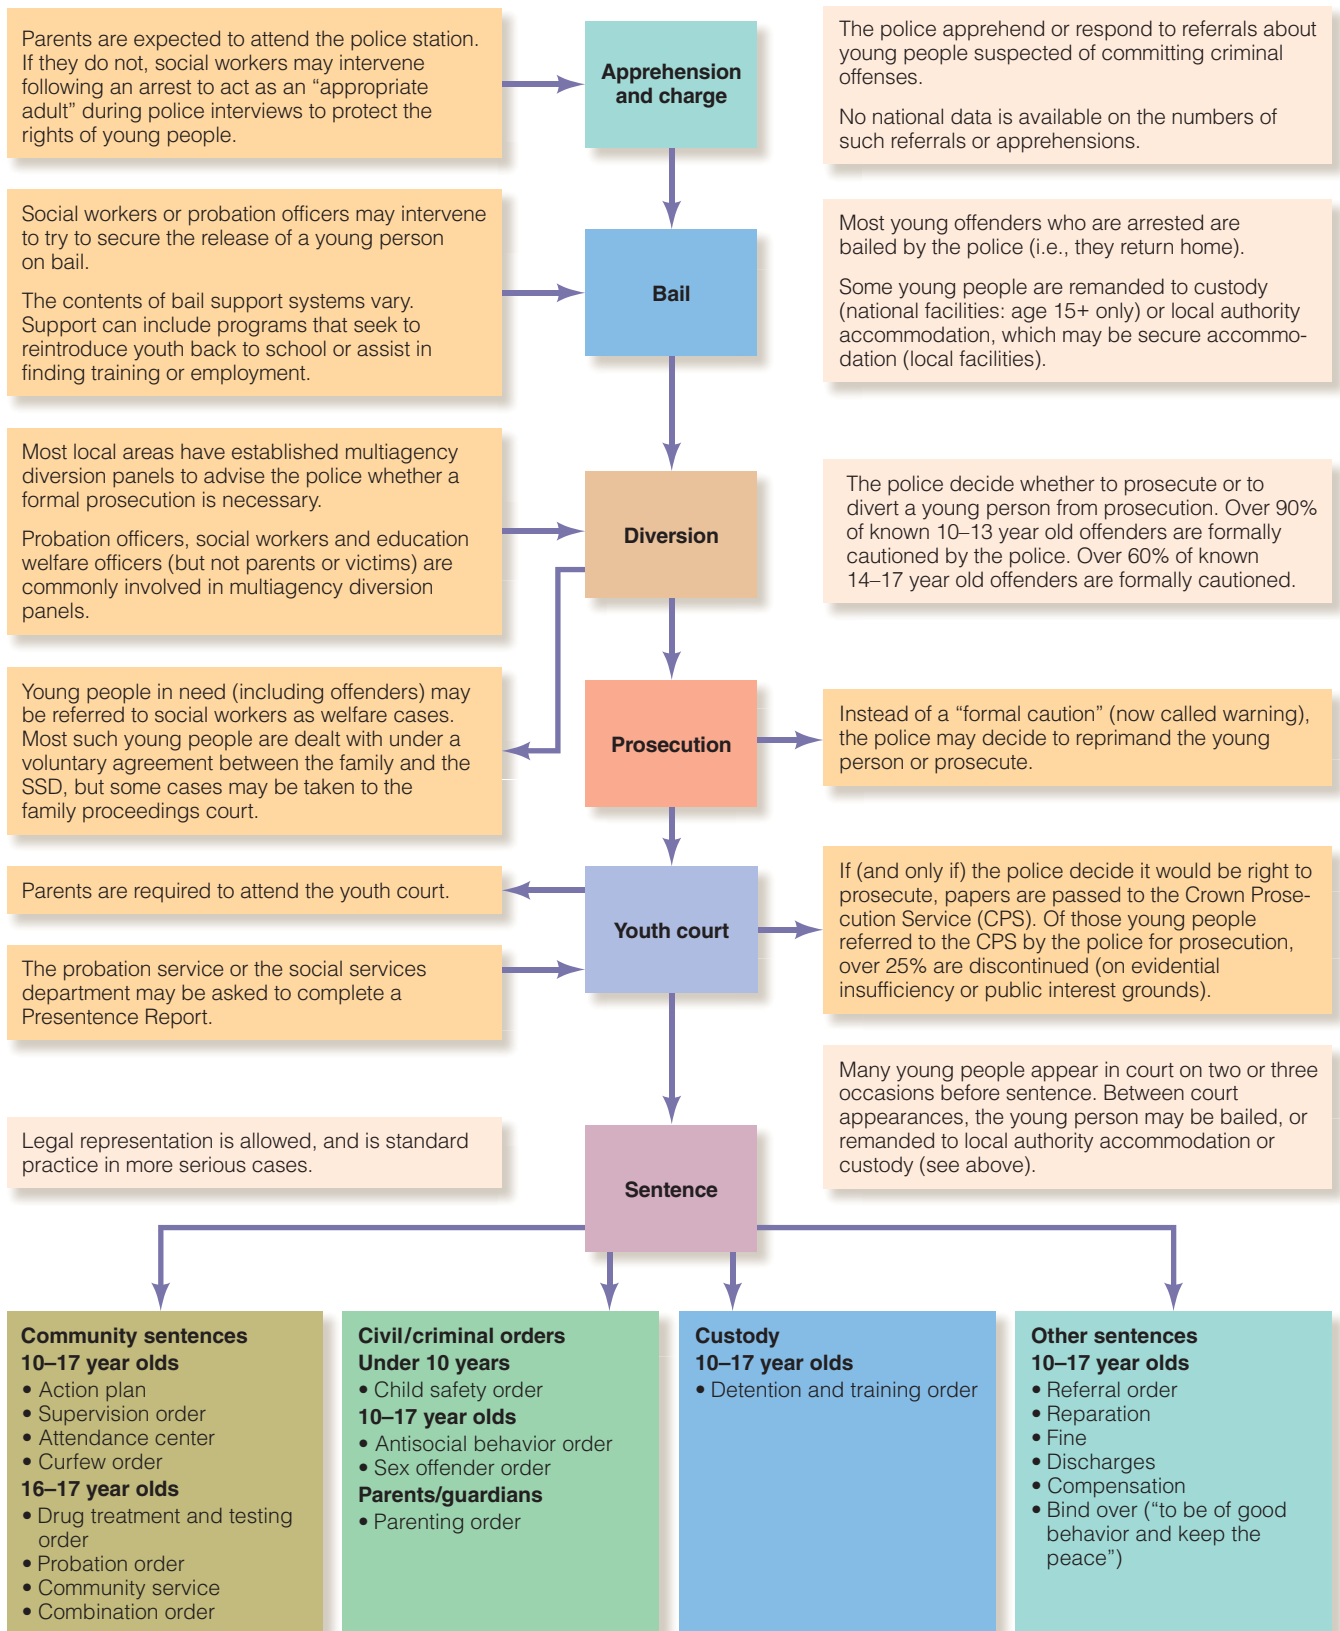 Parents are expected to attend the police station.
If they do not, social workers may intervene
following an arrest to act as an “appropriate
adult” during police interviews to protect the
rights of young people.
Apprehension
and charge
The police apprehend or respond to referrals about
young people suspected of committing criminal
offenses.
No national data is available on the numbers of
such referrals or apprehensions.
Social workers or probation officers may intervene
to try to secure the release of a young person
on bail.
The contents of bail support systems vary.
Support can include programs that seek to
reintroduce youth back to school or assist in
finding training or employment.
Bail
Most young offenders who are arrested are
bailed by the police (i.e., they return home).
Some young people are remanded to custody
(national facilities: age 15+ only) or local authority
accommodation, which may be secure accommo-
dation (local facilities).
Most local areas have established multiagency
diversion panels to advise the police whether a
formal prosecution is necessary.
Probation officers, social workers and education
welfare officers (but not parents or victims) are
commonly involved in multiagency diversion
panels.
Diversion
The police decide whether to prosecute or to
divert a young person from prosecution. Over 90%
of known 10–13 year old offenders are formally
cautioned by the police. Over 60% of known
14–17 year old offenders are formally cautioned.
Young people in need (including offenders) may
be referred to social workers as welfare cases.
Most such young people are dealt with under a
voluntary agreement between the family and the
SSD, but some cases may be taken to the
family proceedings court.
Prosecution
Instead of a “formal caution” (now called warning),
the police may decide to reprimand the young
person or prosecute.
Parents are required to attend the youth court.
The probation service or the social services
department may be asked to complete a
Presentence Report.
Youth court
If (and only if) the police decide it would be right to
prosecute, papers are passed to the Crown Prose-
cution Service (CPS). Of those young people
referred to the CPS by the police for prosecution,
over 25% are discontinued (on evidential
insufficiency or public interest grounds).
Legal representation is allowed, and is standard
practice in more serious cases.
Sentence
Many young people appear in court on two or three
occasions before sentence. Between court
appearances, the young person may be bailed, or
remanded to local authority accommodation or
custody (see above).
Community sentences
10–17 year olds
• Action plan
• Supervision order
• Attendance center
• Curfew order
16–17 year olds
• Drug treatment and testing
order
• Probation order
• Community service
• Combination order
Civil/criminal orders
Under 10 years
• Child safety order
10–17 year olds
• Antisocial behavior order
• Sex offender order
Parents/guardians
• Parenting order
Custody
10–17 year olds
• Detention and training order
Other sentences
10–17 year olds
• Referral order
• Reparation
• Fine
• Discharges
• Compensation
• Bind over (“to be of good
behavior and keep the
peace”)